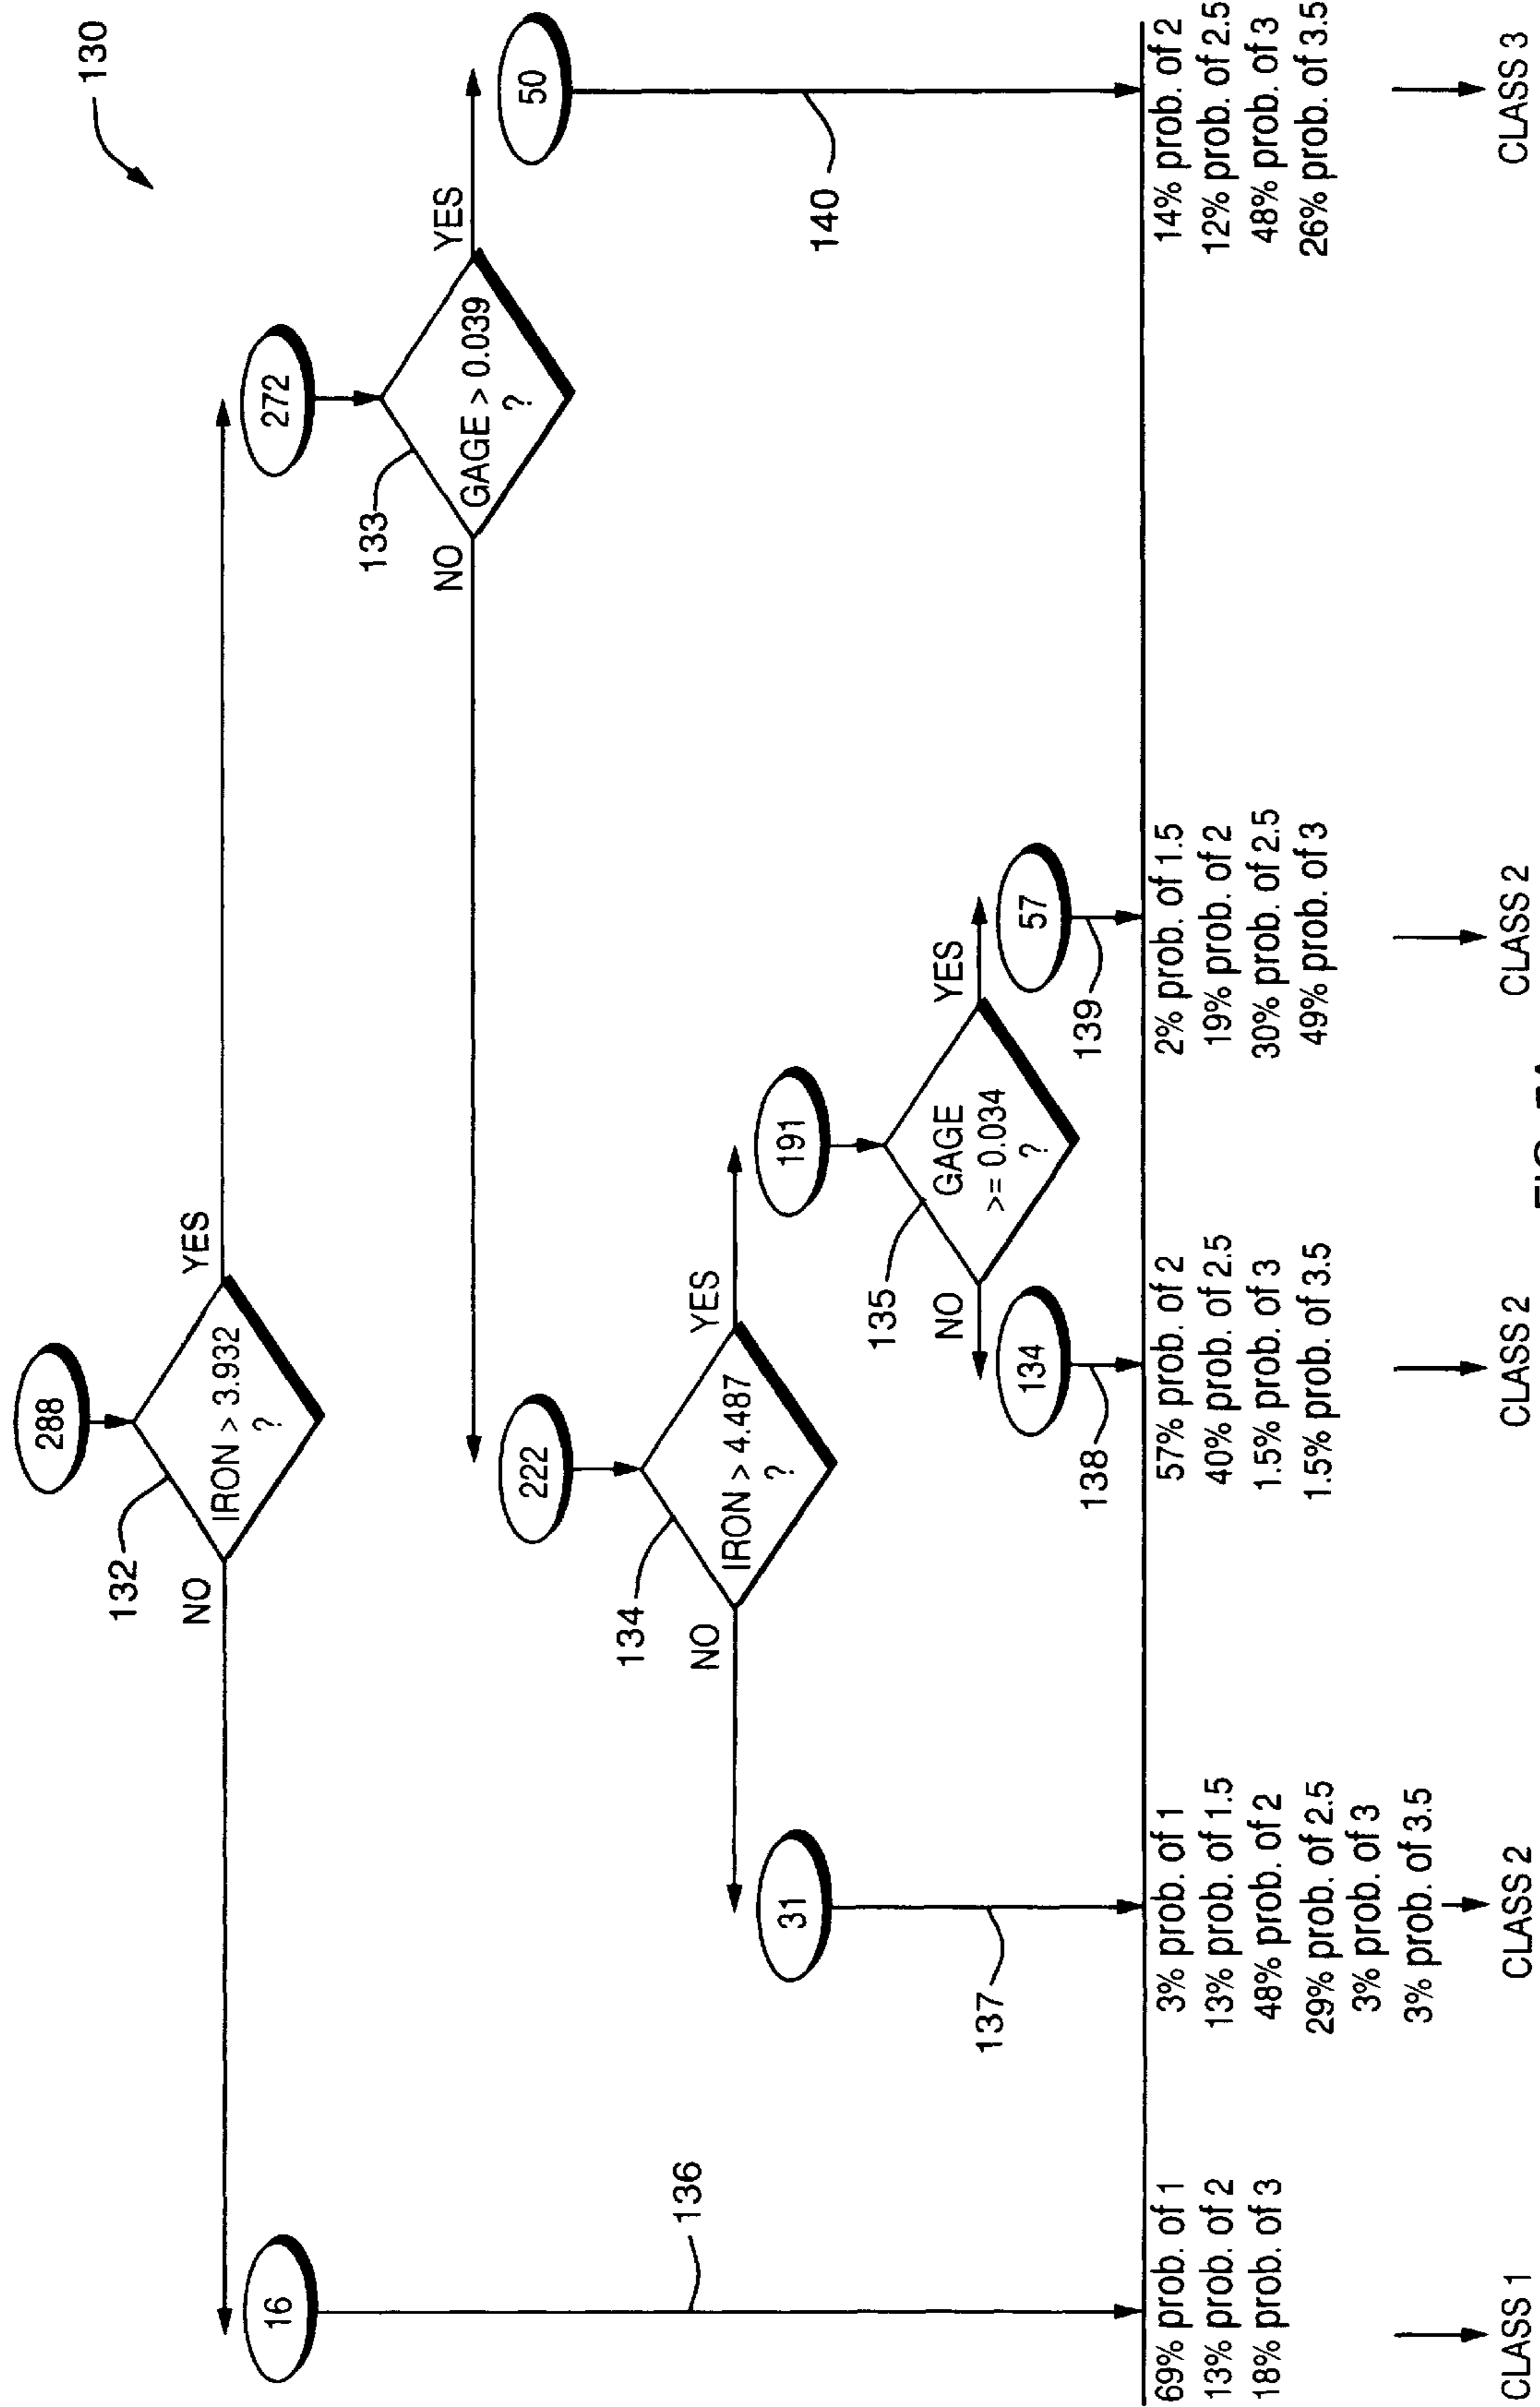 130
288
132
IRON > 3.932
?
NO
YES
16
272
133
GAGE > 0.039
?
NO
YES
222
50
134
IRON > 4.487
?
NO
YES
136
140
31
191
135
GAGE
>= 0.034
?
NO
YES
137
134
57
138
139
69% prob. of 1
13% prob. of 2
18% prob. of 3
CLASS 1
3% prob. of 1
13% prob. of 1.5
48% prob. of 2
29% prob. of 2.5
3% prob. of 3
3% prob. of 3.5
CLASS 2
57% prob. of 2
40% prob. of 2.5
1.5% prob. of 3
1.5% prob. of 3.5
CLASS 2
2% prob. of 1.5
19% prob. of 2
30% prob. of 2.5
49% prob. of 3
CLASS 2
14% prob. of 2
12% prob. of 2.5
48% prob. of 3
26% prob. of 3.5
CLASS 3